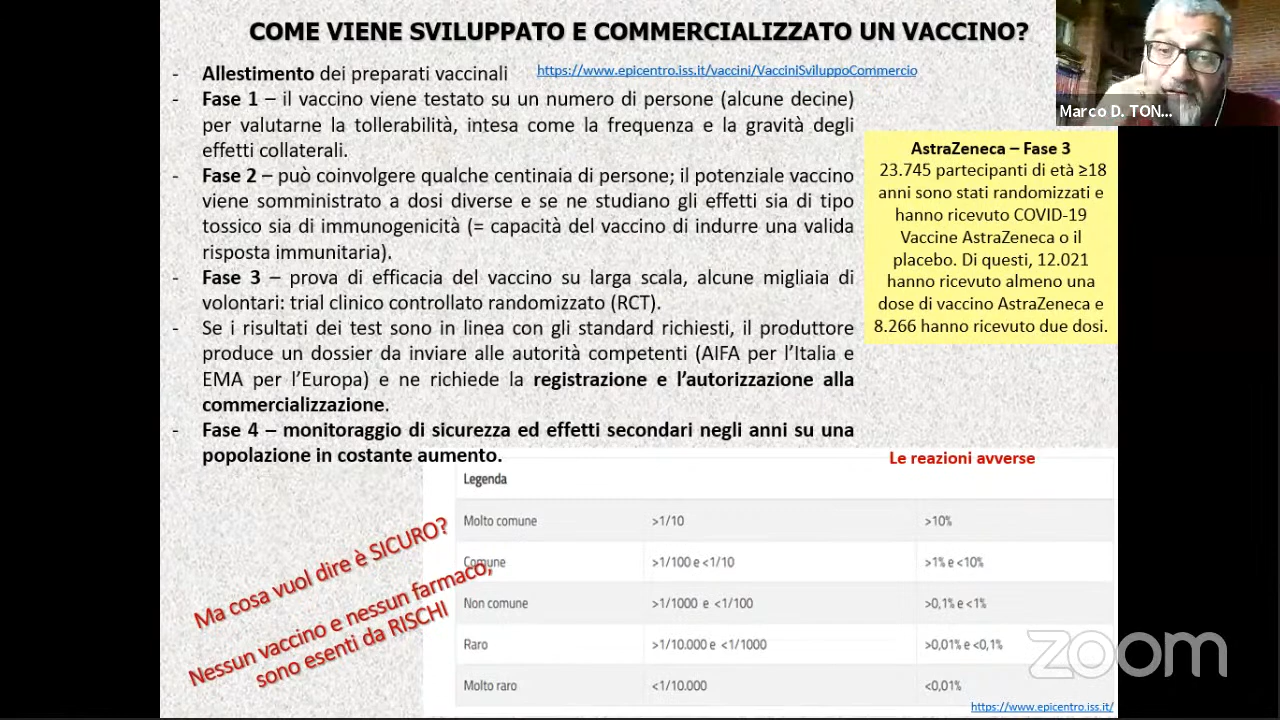 COME VIENE SVILUPPATO E COMMERCIALIZZATO UN VACCINO?
- Allestimento dei preparati vaccinali https://www.epicentro.iss.it/vaccini/VacciniSviluppoCommercio
- Fase 1 – il vaccino viene testato su un numero di persone (alcune decine)
per valutarne la tollerabilità, intesa come la frequenza e la gravità degli
effetti collaterali.
- Fase 2 – può coinvolgere qualche centinaia di persone; il potenziale vaccino
viene somministrato a dosi diverse e se ne studiano gli effetti sia di tipo
tossico sia di immunogenicità (= capacità del vaccino di indurre una valida
risposta immunitaria).
- Fase 3 – prova di efficacia del vaccino su larga scala, alcune migliaia di
volontari: trial clinico controllato randomizzato (RCT).
- Se i risultati dei test sono in linea con gli standard richiesti, il produttore
produce un dossier da inviare alle autorità competenti (AIFA per l'Italia e
EMA per l'Europa) e ne richiede la registrazione e l'autorizzazione alla
commercializzazione.
- Fase 4 – monitoraggio di sicurezza ed effetti secondari negli anni su una
popolazione in costante aumento.
Marco D. TON...
AstraZeneca – Fase 3
23.745 partecipanti di età ≥18
anni sono stati randomizzati e
hanno ricevuto COVID-19
Vaccine AstraZeneca o il
placebo. Di questi, 12.021
hanno ricevuto almeno una
dose di vaccino AstraZeneca e
8.266 hanno ricevuto due dosi.
Le reazioni avverse
Legenda
Molto comune >1/10 >10%
Comune >1/100 e <1/10 >1% e <10%
Non comune >1/1000 e <1/100 >0,1% e <1%
Raro >1/10.000 e <1/1000 >0.01% e <0,1%
Molto raro <1/10.000 <0,01%
Ma cosa vuol dire è SICURO?
Nessun vaccino e nessun farmaco,
sono esenti da RISCHI
zoom
https://www.epicentro.iss.it/